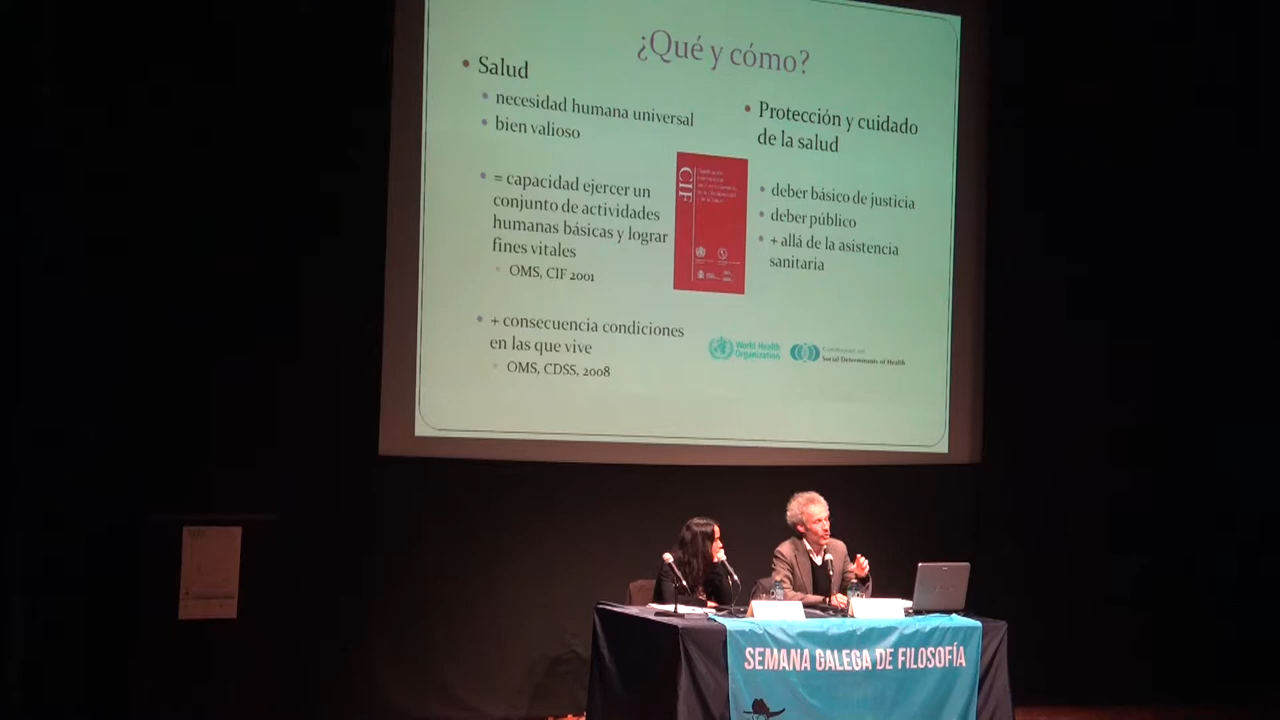 ¿Qué y cómo?
• Salud
• necesidad humana universal
• bien valioso
• = capacidad ejercer un
conjunto de actividades
humanas básicas y lograr
fines vitales
• OMS, CIF 2001
• + consecuencia condiciones
en las que vive
• OMS, CDSS, 2008
CIF
• Protección y cuidado
de la salud
• deber básico de justicia
• deber público
• + allá de la asistencia
sanitaria
World Health
Organization
Commission on
Social Determinants of Health
SEMANA GALEGA DE FILOSOFÍA